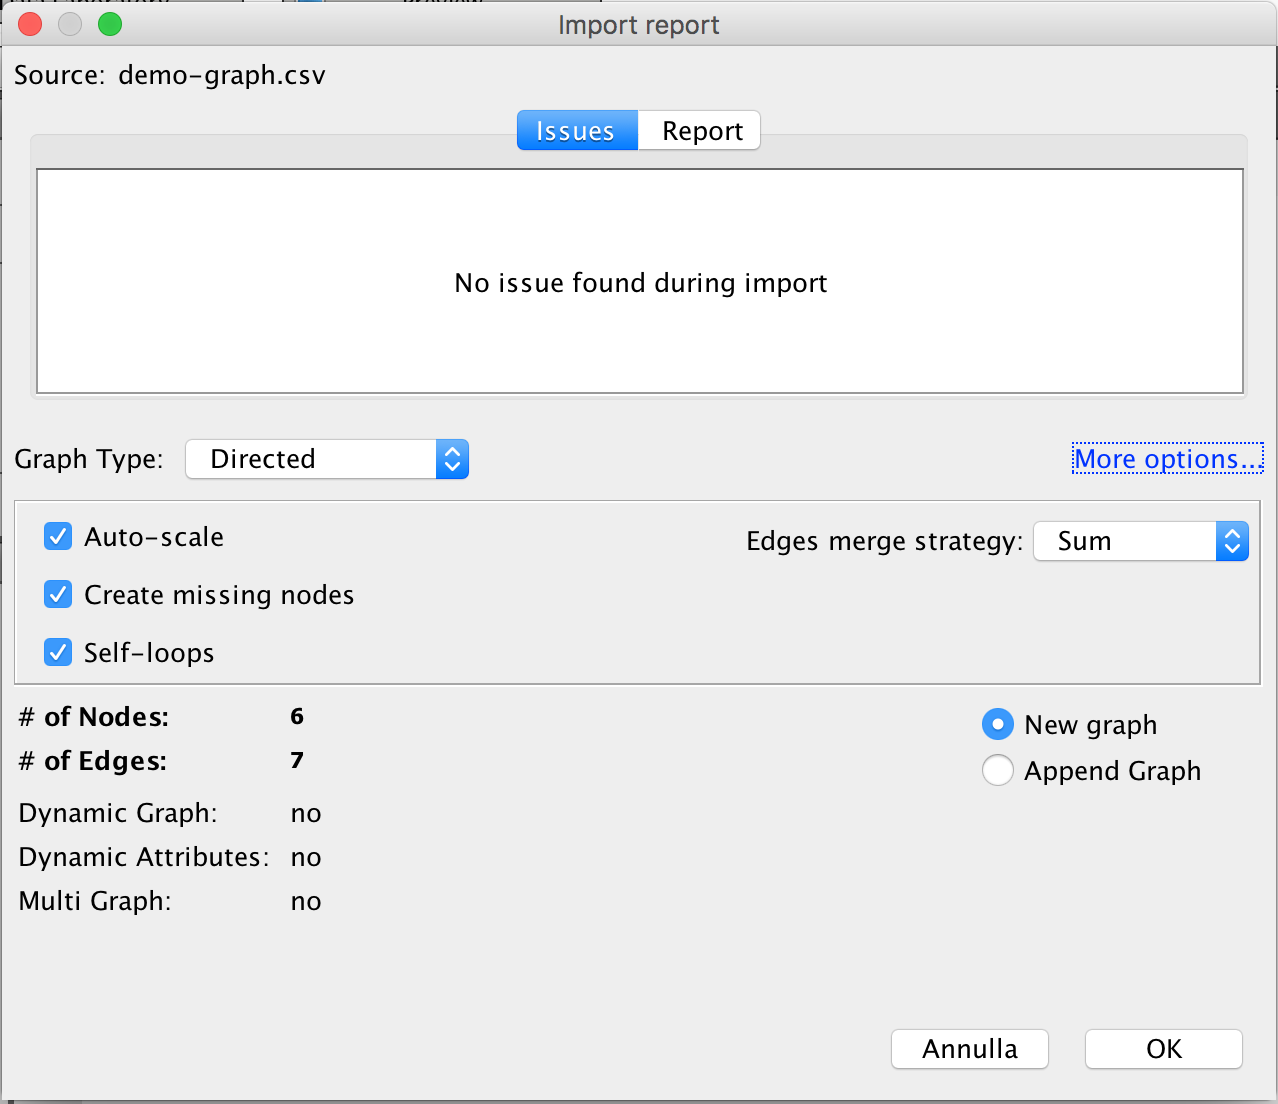 Import report
Source: demo-graph.csv
Issues Report
No issue found during import
Graph Type: Directed More options...
Auto-scale Edges merge strategy: Sum
Create missing nodes
Self-loops
# of Nodes: 6 New graph
# of Edges: 7 Append Graph
Dynamic Graph: no
Dynamic Attributes: no
Multi Graph: no
Annulla OK